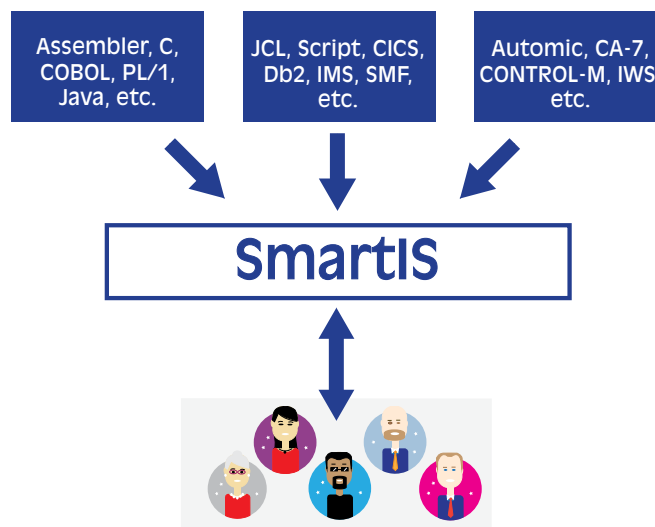 Assembler, C,
COBOL, PL/1,
Java, etc.
JCL, Script, CICS,
Db2, IMS, SMF,
etc.
Automic, CA-7,
CONTROL-M, IWS
etc.
SmartIS